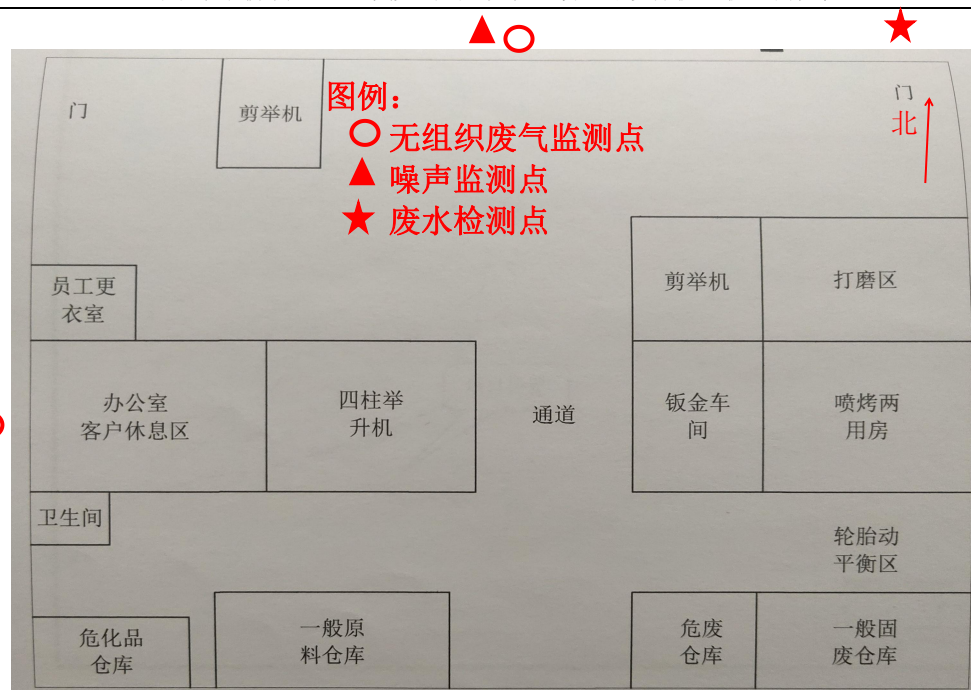 门
剪举机
图例：
无组织废气监测点
噪声监测点
废水检测点
门
北
员工更
衣室
剪举机
打磨区
办公室
客户休息区
四柱举
升机
通道
钣金车
间
喷烤两
用房
卫生间
轮胎动
平衡区
危化品
仓库
一般原
料仓库
危废
仓库
一般固
废仓库